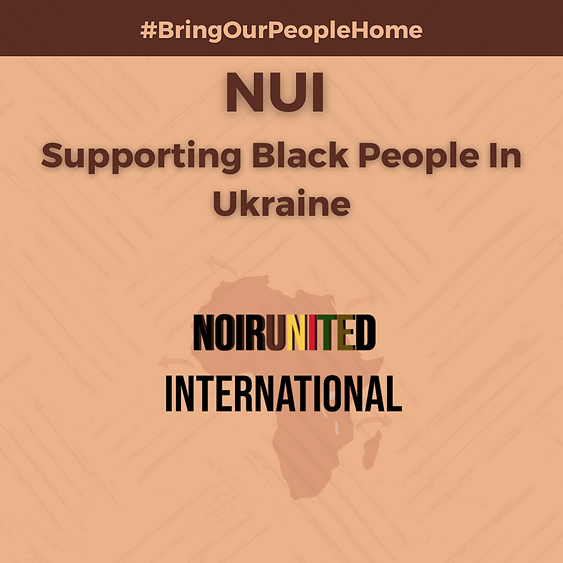 #BringOurPeopleHome
NUI
Supporting Black People In
Ukraine
NOIRUNITED
INTERNATIONAL